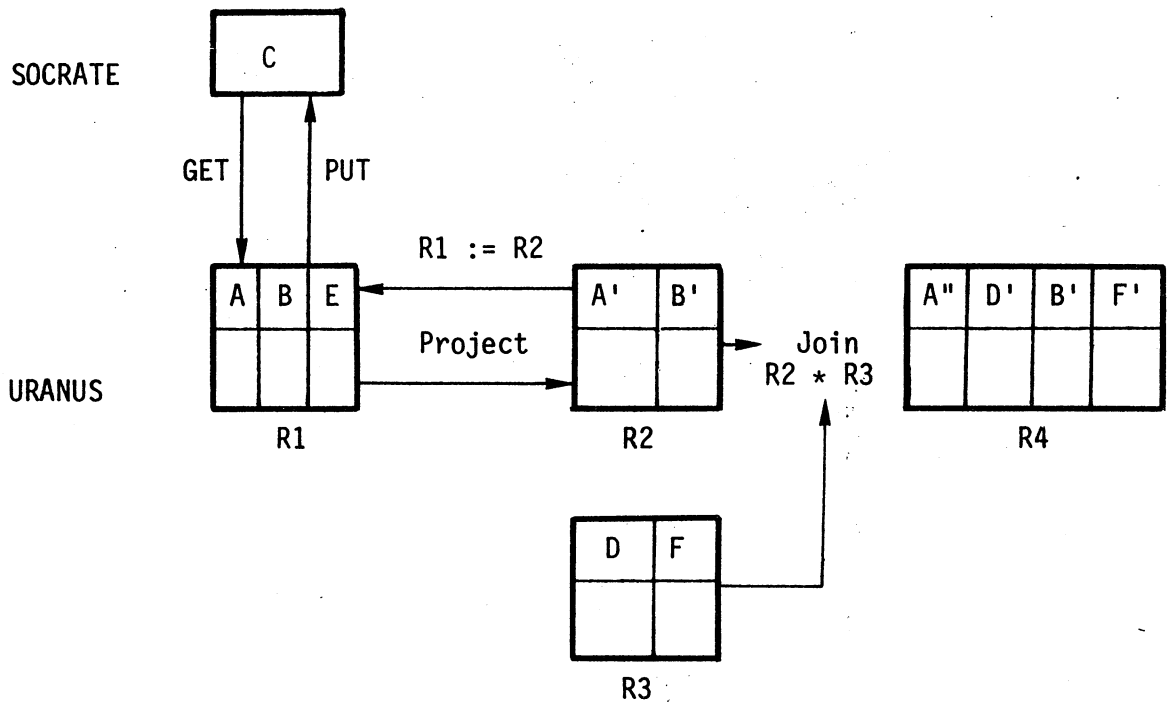 C
SOCRATE
GET
PUT
R1 := R2
A B E
A' B'
A" D' B' F'
Project
Join
R2 * R3
URANUS
R1
R2
R4
D F
R3